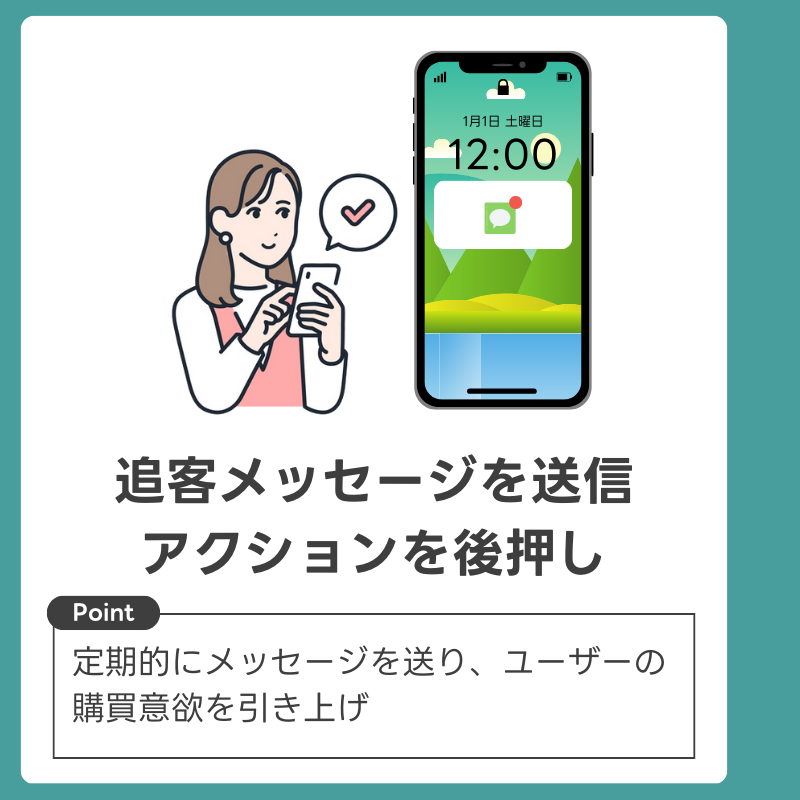 1月1日 土曜日
12:00
追客メッセージを送信
アクションを後押し
Point
定期的にメッセージを送り、ユーザーの
購買意欲を引き上げ